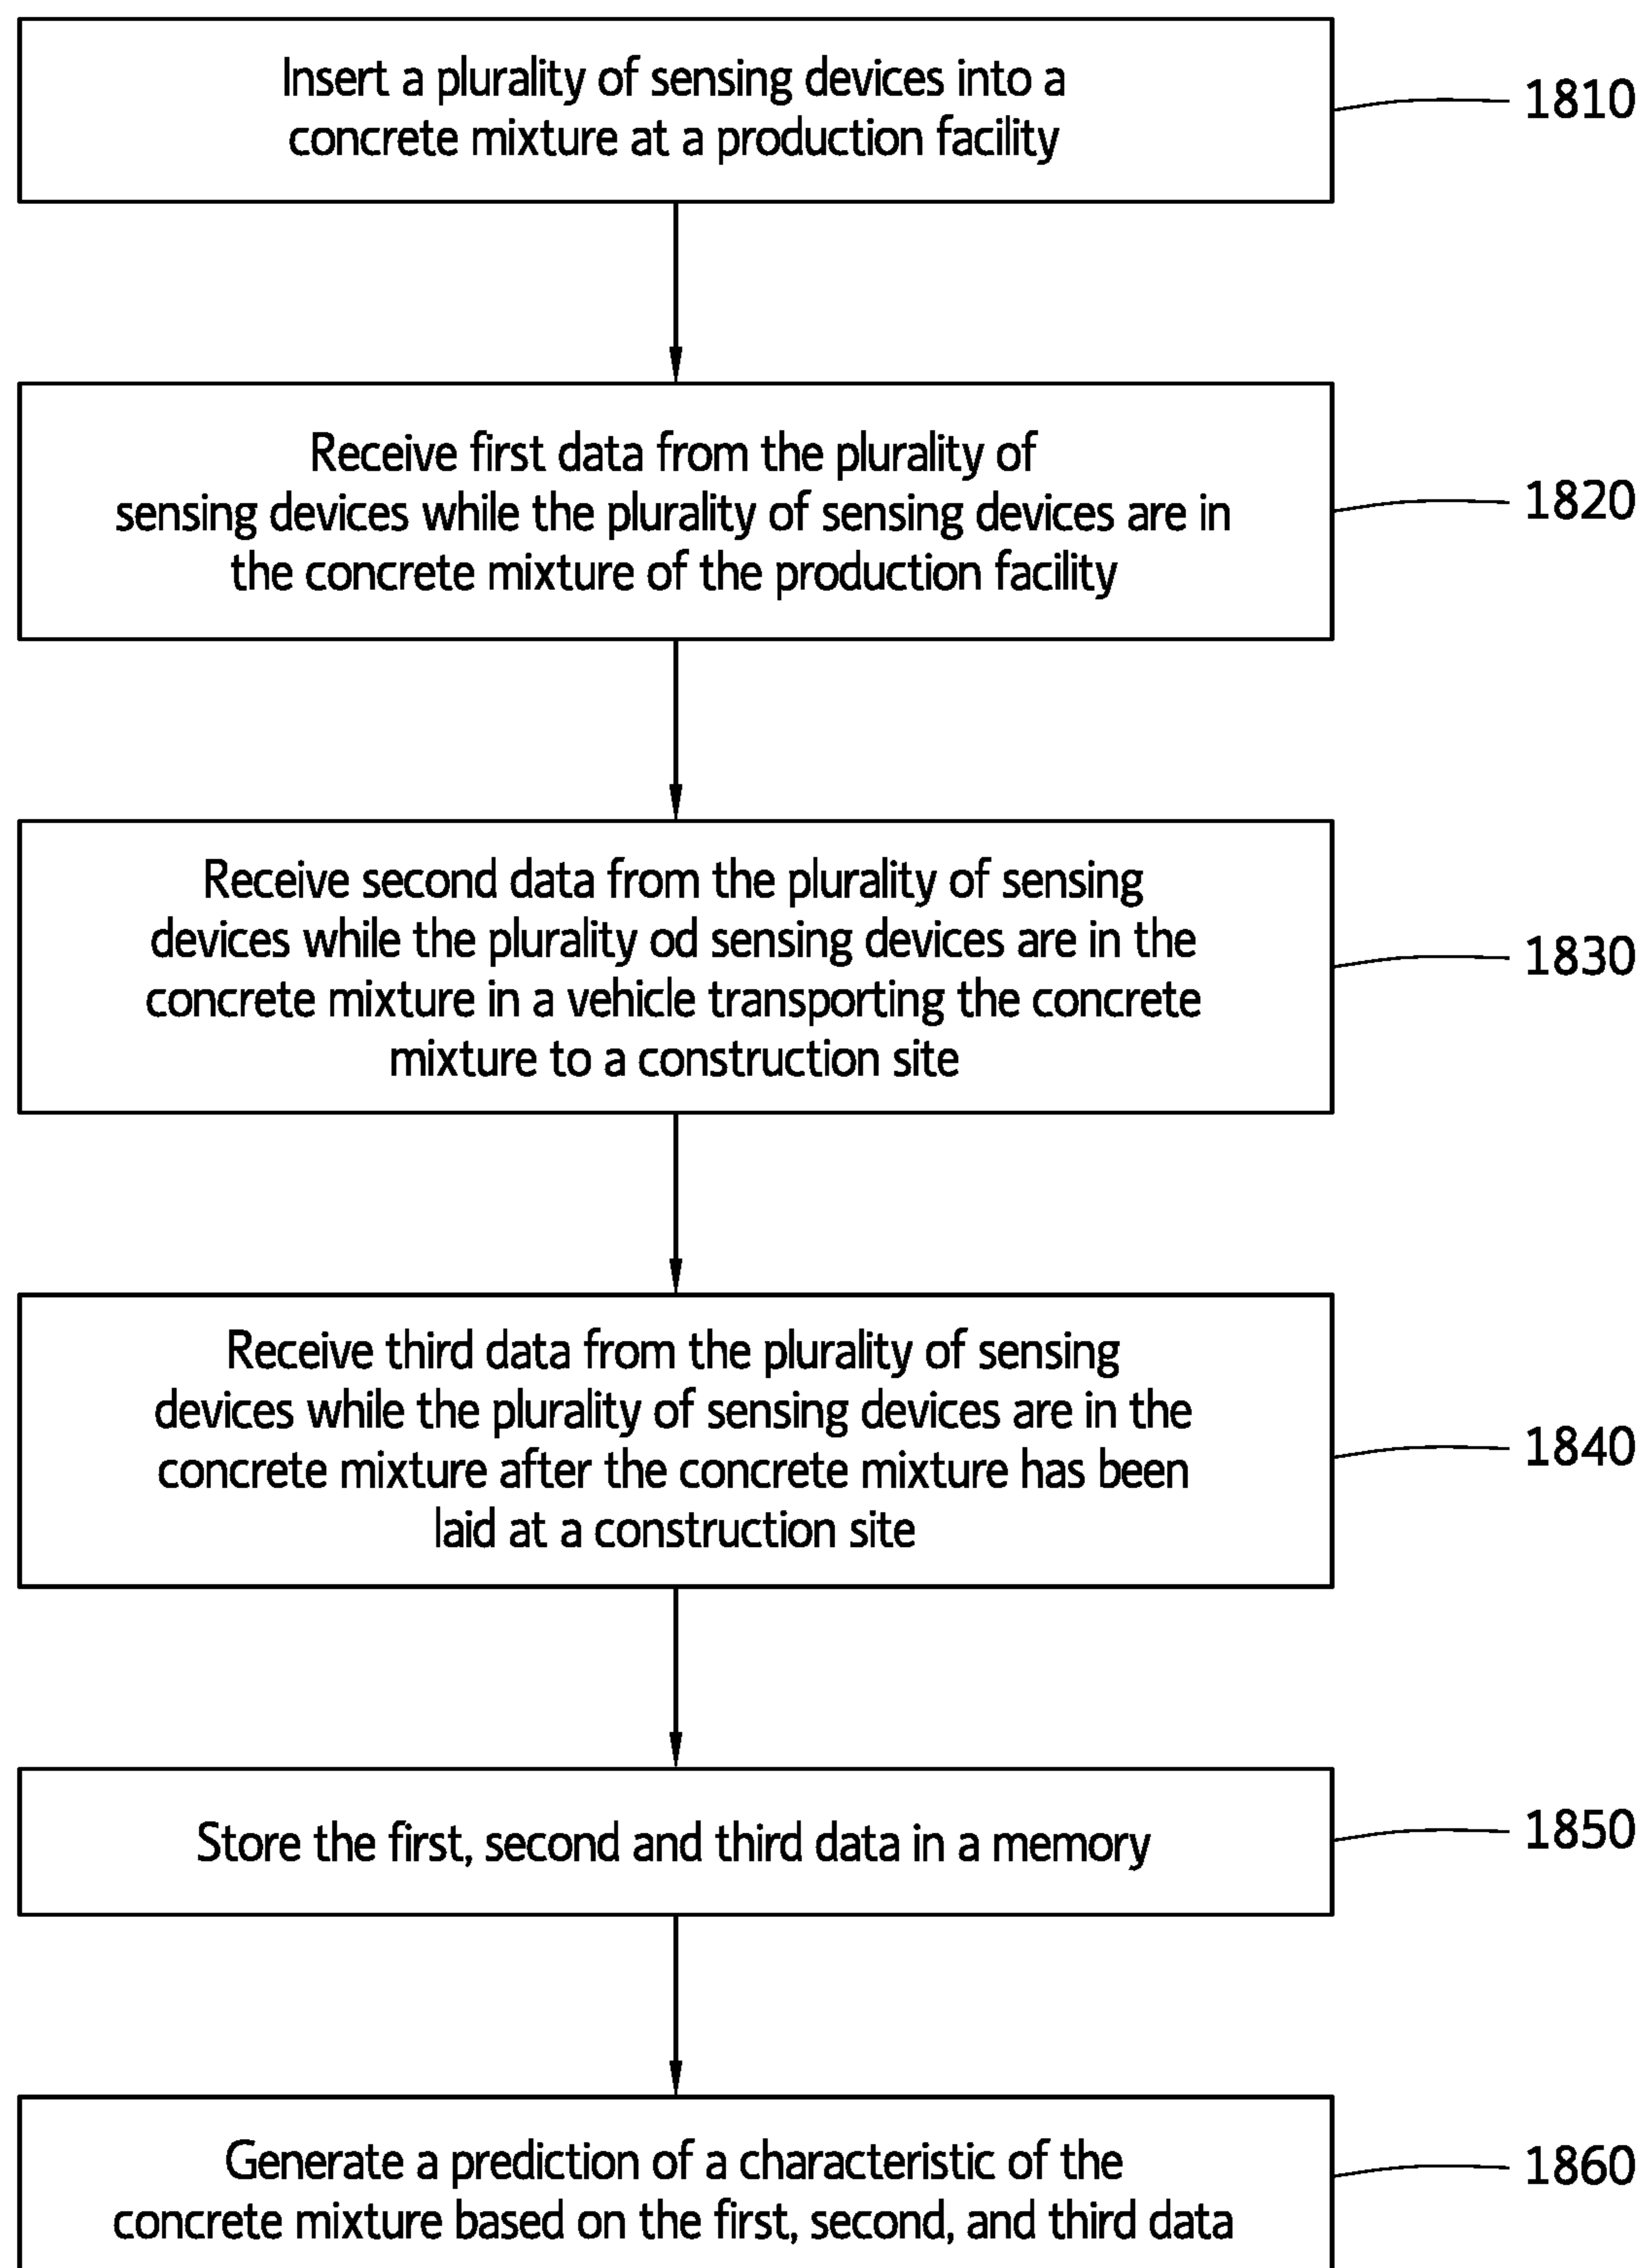 Insert a plurality of sensing devices into a
concrete mixture at a production facility
1810
Receive first data from the plurality of
sensing devices while the plurality of sensing devices are in
the concrete mixture of the production facility
1820
Receive second data from the plurality of sensing
devices while the plurality od sensing devices are in the
concrete mixture in a vehicle transporting the concrete
mixture to a construction site
1830
Receive third data from the plurality of sensing
devices while the plurality of sensing devices are in the
concrete mixture after the concrete mixture has been
laid at a construction site
1840
Store the first, second and third data in a memory
1850
Generate a prediction of a characteristic of the
concrete mixture based on the first, second, and third data
1860